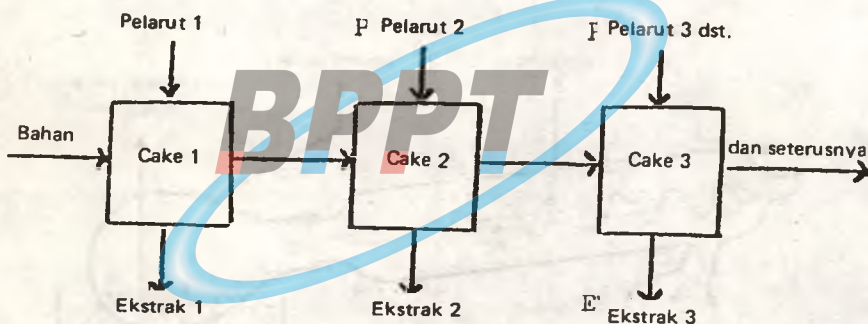 Pelarut 1
P Pelarut 2
F Pelarut 3 dst.
BPPT
Bahan
Cake 1
Cake 2
Cake 3
dan seterusnya
Ekstrak 1
Ekstrak 2
E' Ekstrak 3